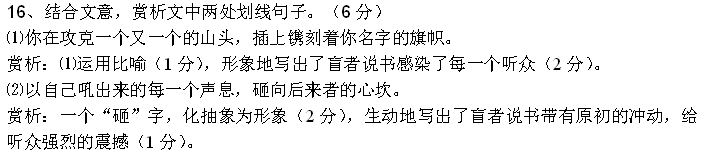 16、结合文意，赏析文中两处划线句子。（6分）
⑴你在攻克一个又一个的山头，插上镌刻着你名字的旗帜。
赏析：⑴运用比喻（1分），形象地写出了盲者说书感染了每一个听众（2分）。
⑵以自己吼出来的每一个声息，砸向后来者的心坎。
赏析：一个“砸”字，化抽象为形象（2分），生动地写出了盲者说书带有原初的冲动，给
听众强烈的震撼（1分）。